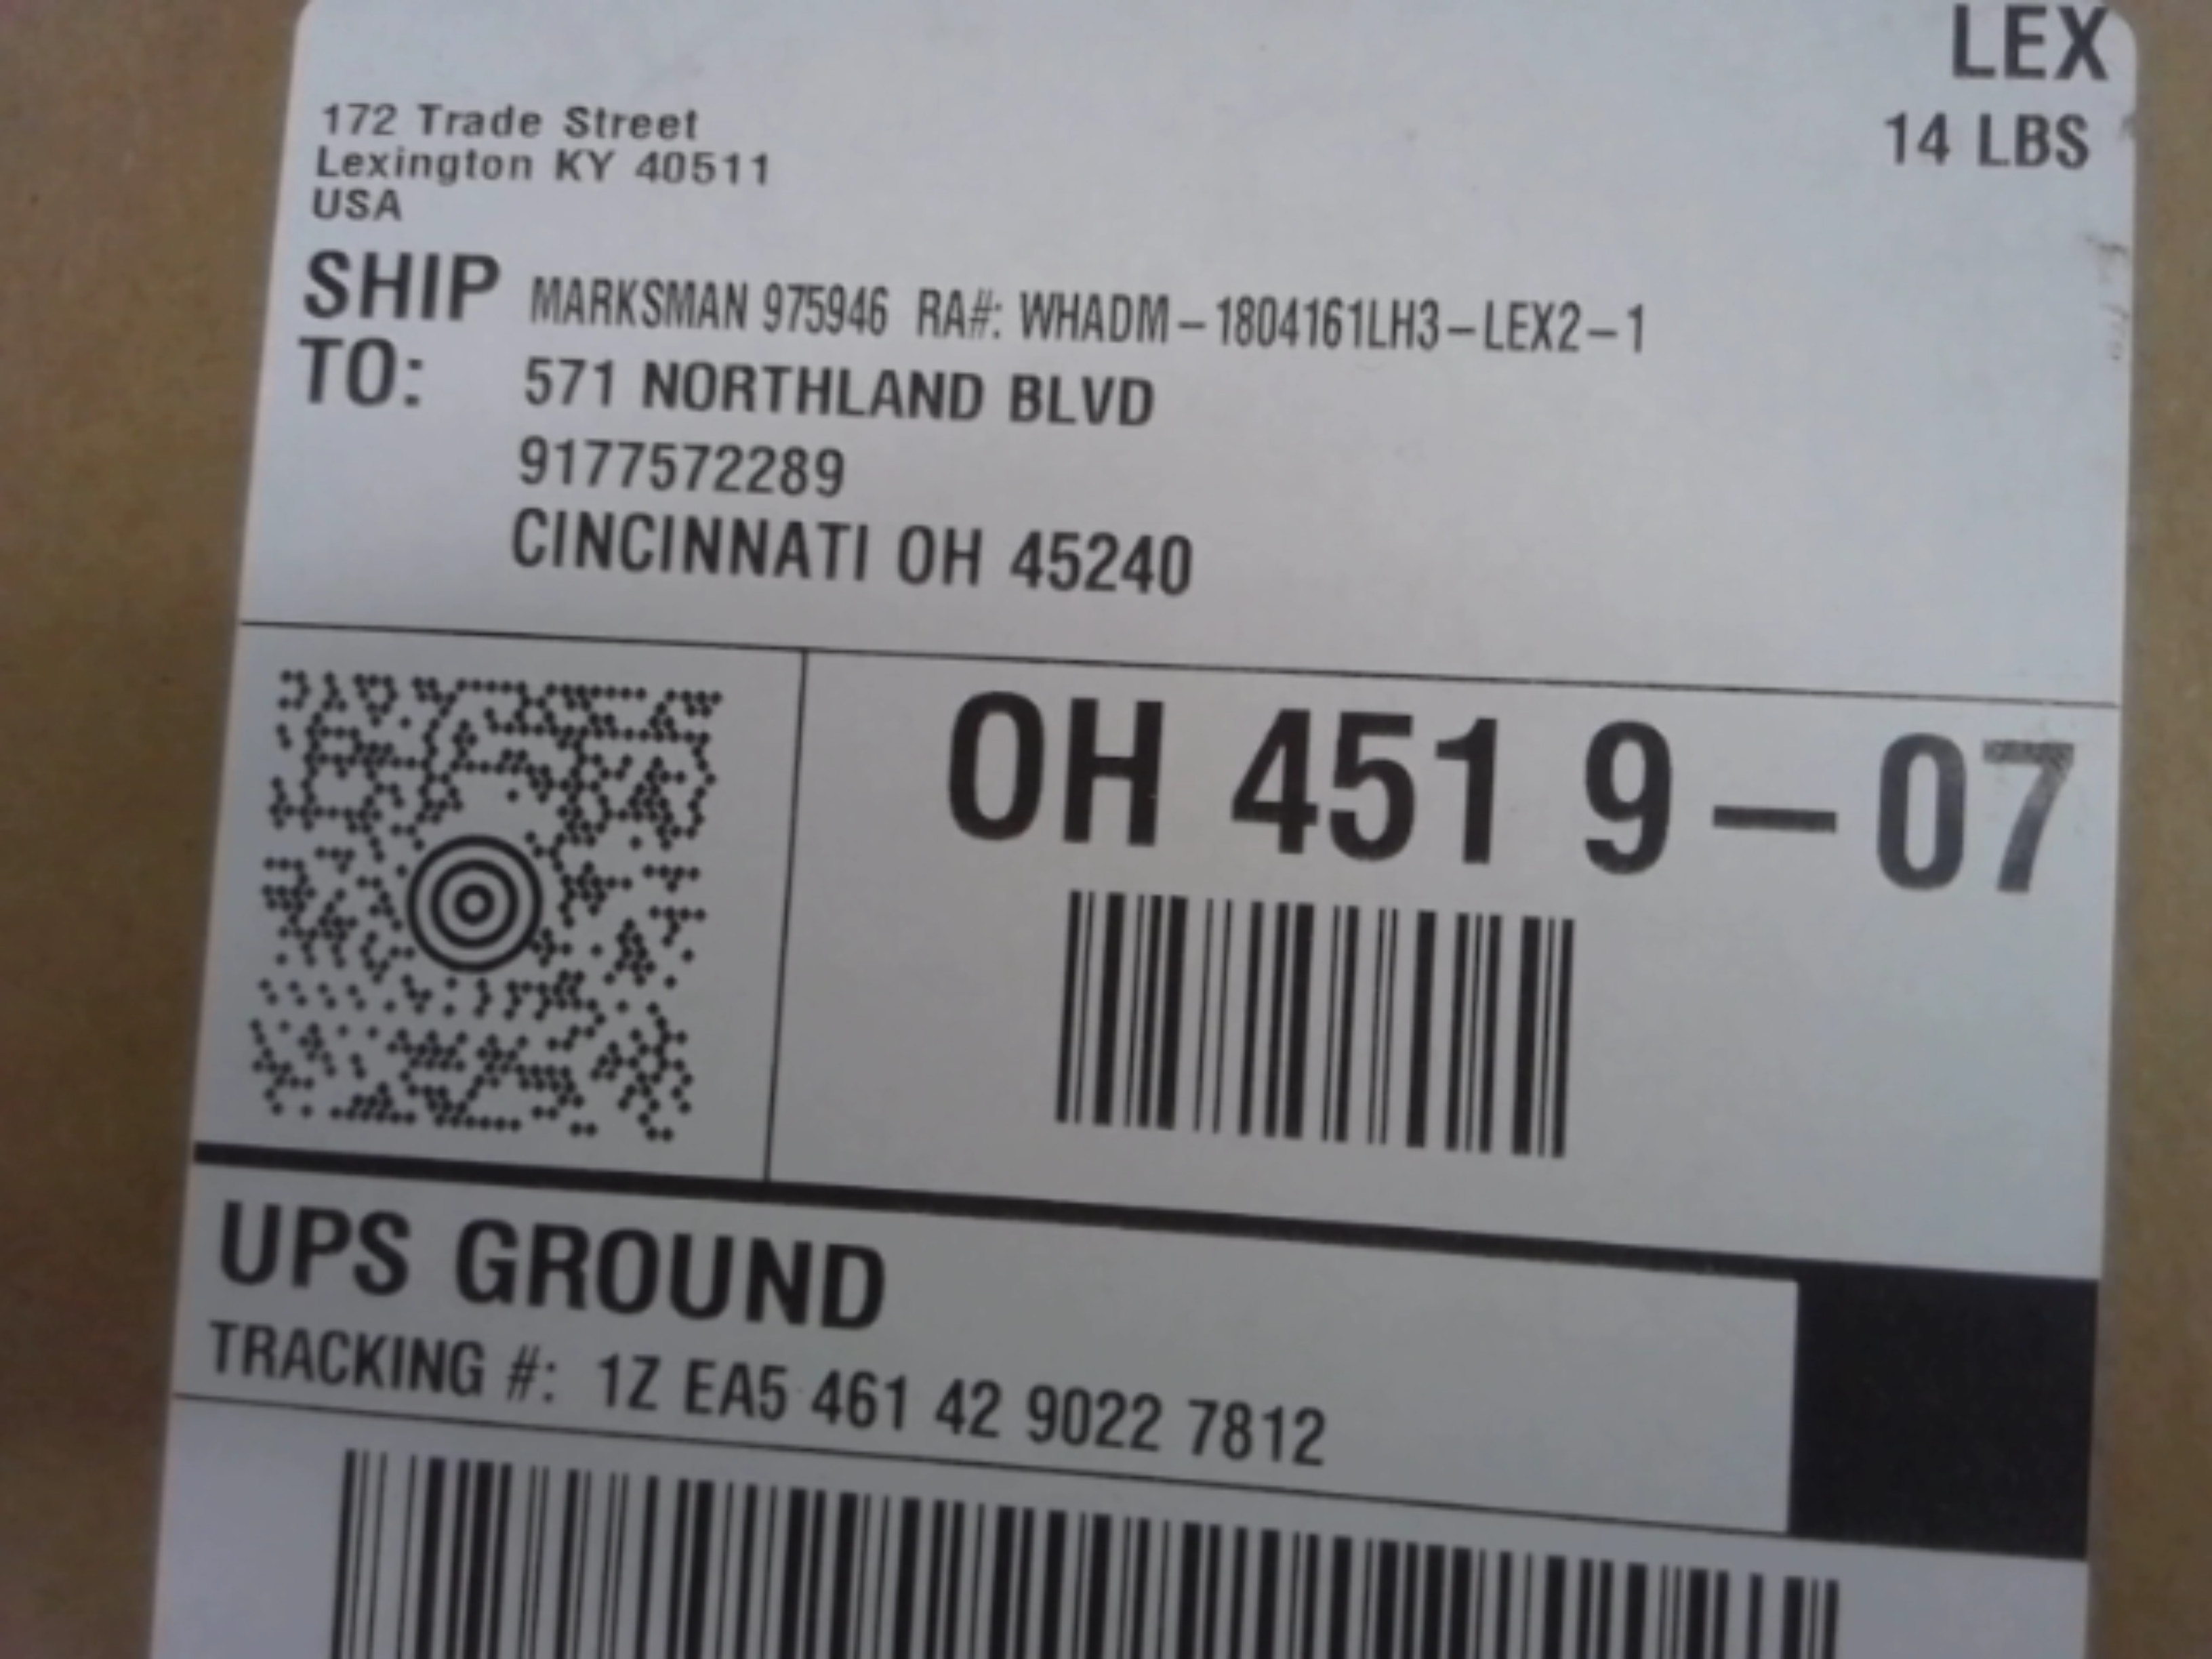 LEX
14 LBS
172 Trade Street
Lexington KY 40511
USA
SHIP TO:
MARKSMAN 975946 RA#: WHADM-1804161LH3-LEX2-1
571 NORTHLAND BLVD
9177572289
CINCINNATI OH 45240
OH 451 9-07
UPS GROUND
TRACKING #: 1Z EA5 461 42 9022 7812